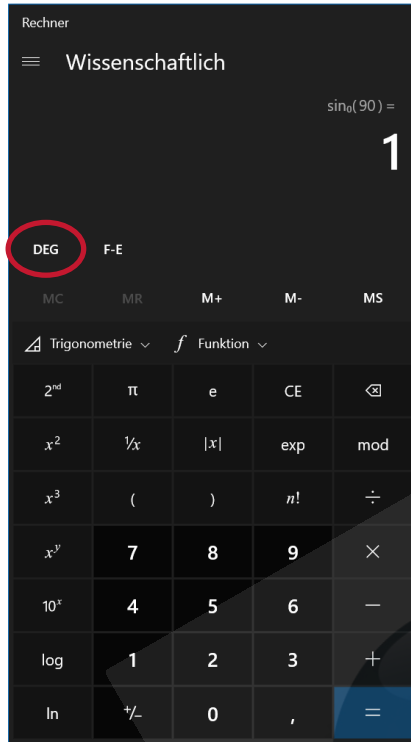 Rechner
Wissenschaftlich
sin₀(90) =
1
DEG F-E
MC MR M+ M- MS
Trigonometrie f Funktion
2ⁿᵈ π e CE
x² ¹/x |x| exp mod
x³ ( ) n! ÷
xʸ 7 8 9 ×
10ˣ 4 5 6 −
log 1 2 3 +
ln +/− 0 , =